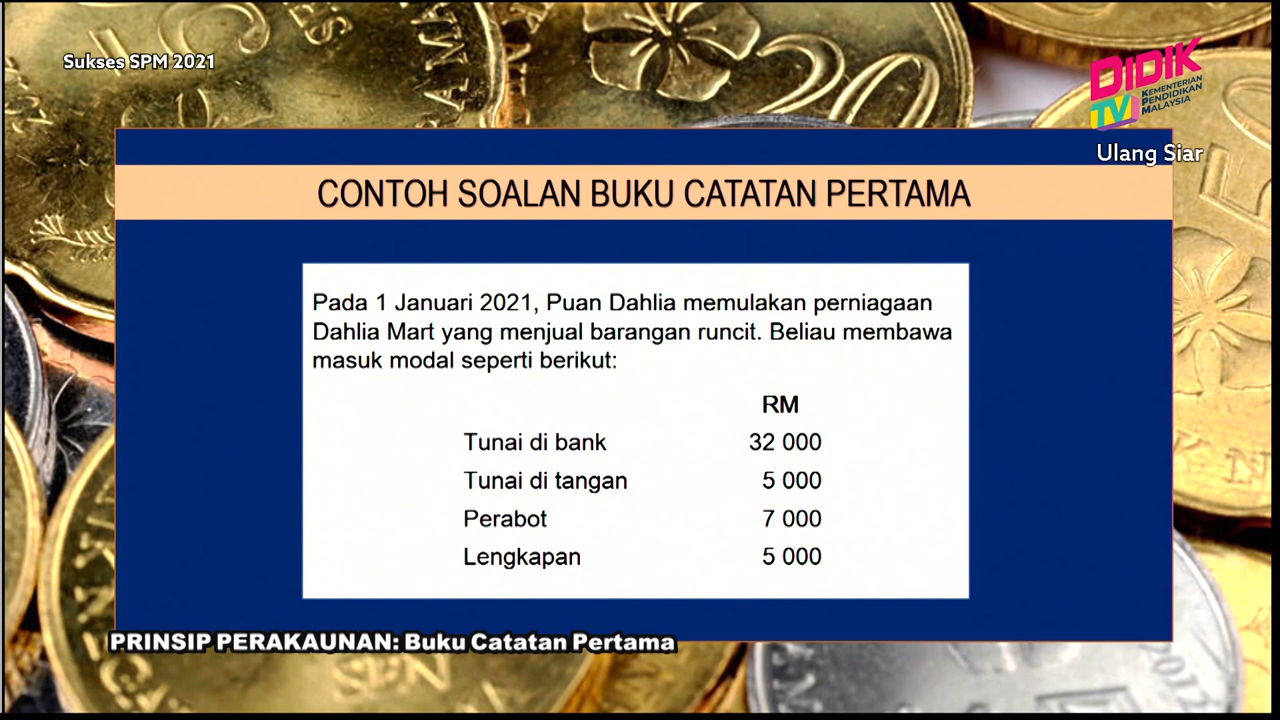 Sukses SPM 2021
DIDIK
TV
KEMENTERIAN
PENDIDIKAN
MALAYSIA
Ulang Siar
CONTOH SOALAN BUKU CATATAN PERTAMA
Pada 1 Januari 2021, Puan Dahlia memulakan perniagaan
Dahlia Mart yang menjual barangan runcit. Beliau membawa
masuk modal seperti berikut:
RM
Tunai di bank 32 000
Tunai di tangan 5 000
Perabot 7 000
Lengkapan 5 000
PRINSIP PERAKAUNAN: Buku Catatan Pertama
20